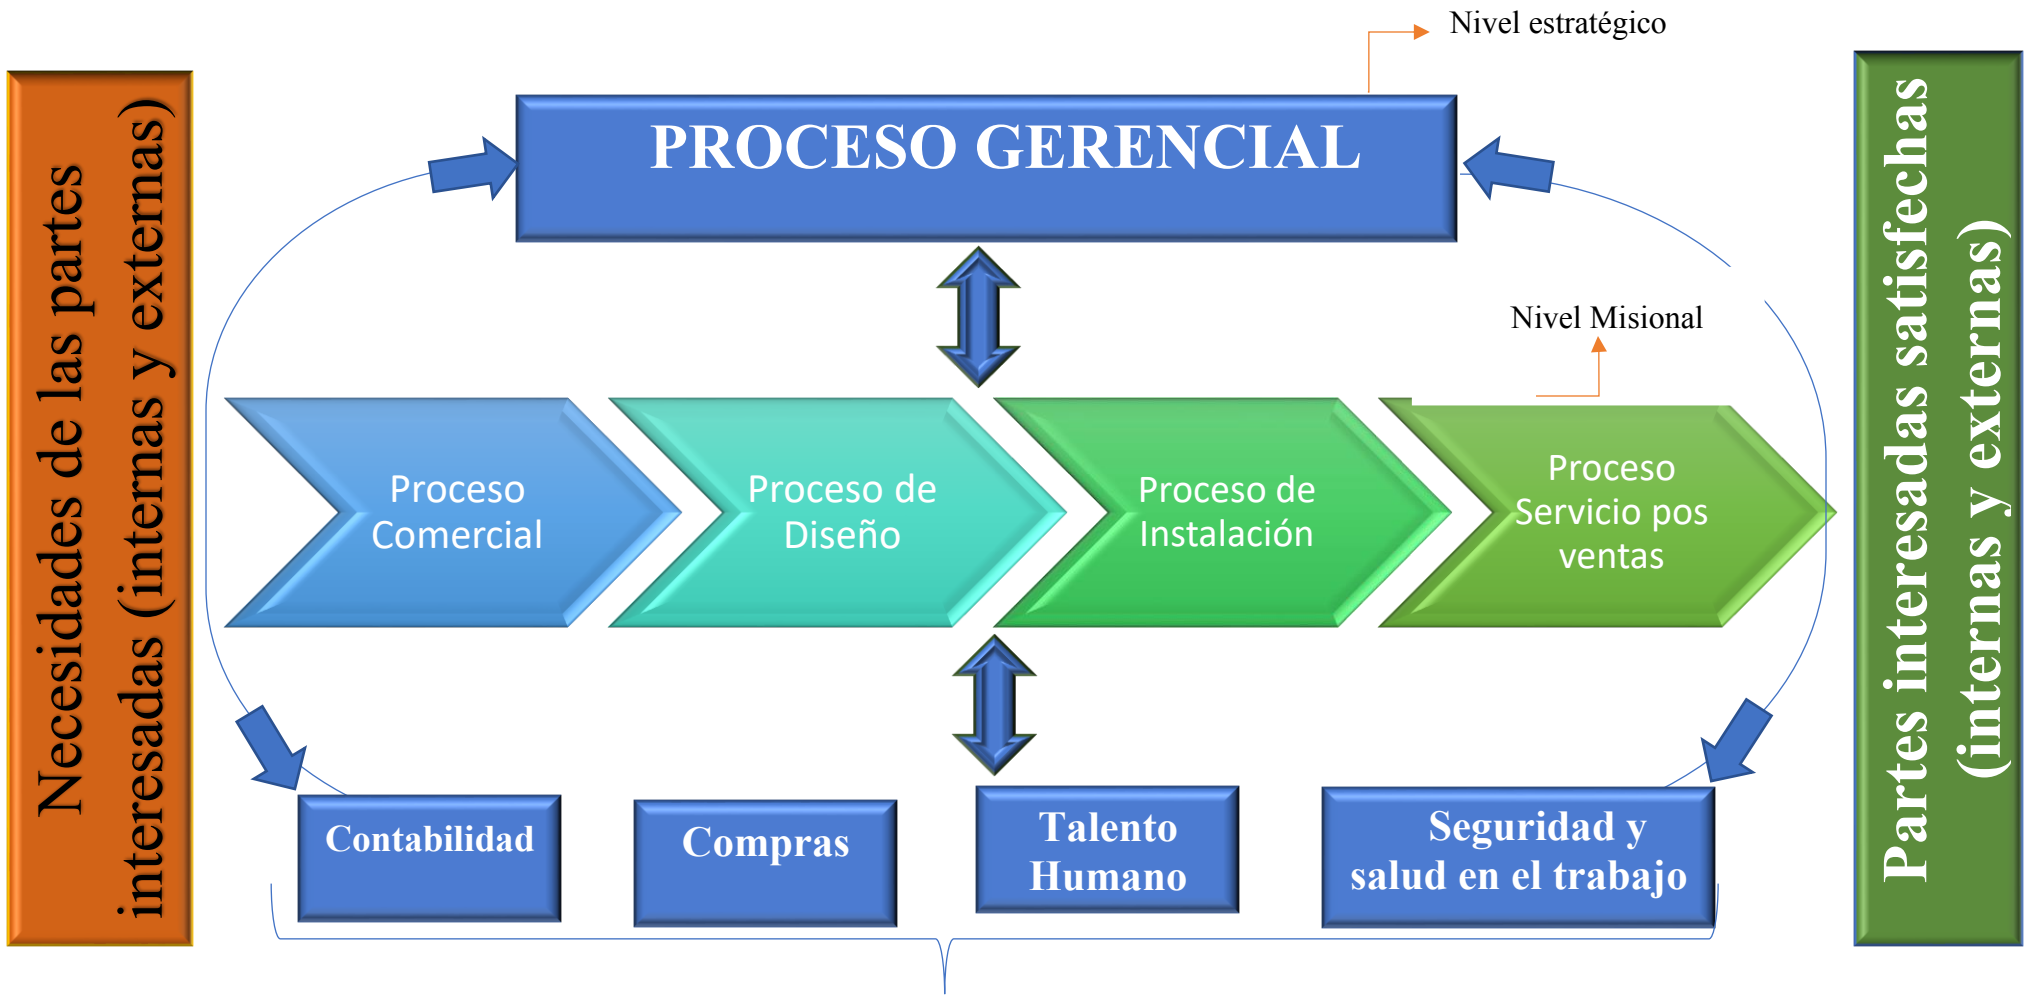 Nivel estratégico
PROCESO GERENCIAL
Necesidades de las partes
interesadas (internas y externas)
Nivel Misional
Proceso
Comercial
Proceso de
Diseño
Proceso de
Instalación
Proceso
Servicio pos
ventas
Contabilidad
Compras
Talento
Humano
Seguridad y
salud en el trabajo
Partes interesadas satisfechas
(internas y externas)